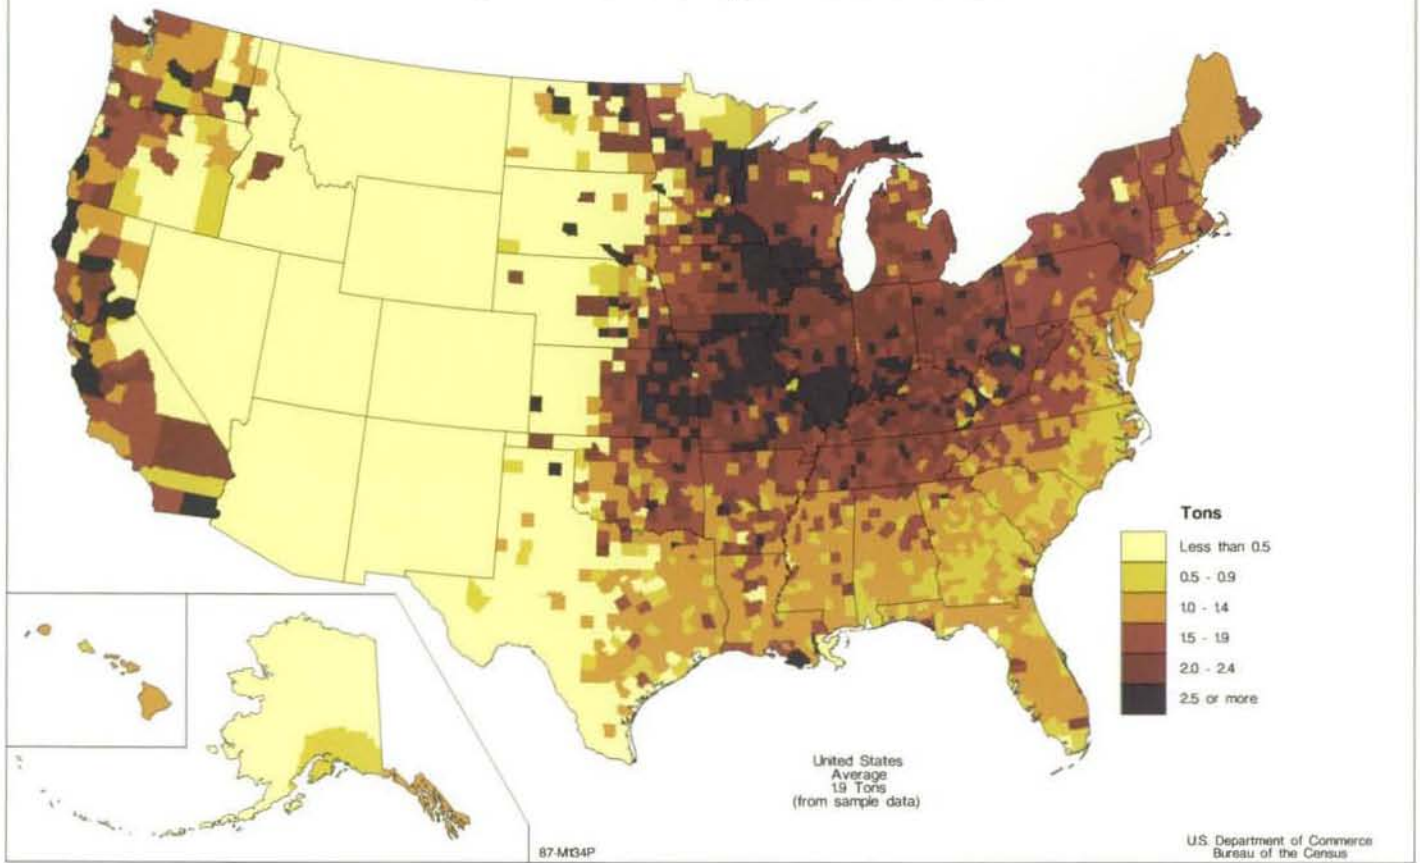 Tons
Less than 0.5
0.5 - 0.9
1.0 - 1.4
1.5 - 1.9
2.0 - 2.4
2.5 or more
United States
Average
1.9 Tons
(from sample data)
87-M134P
U.S. Department of Commerce
Bureau of the Census